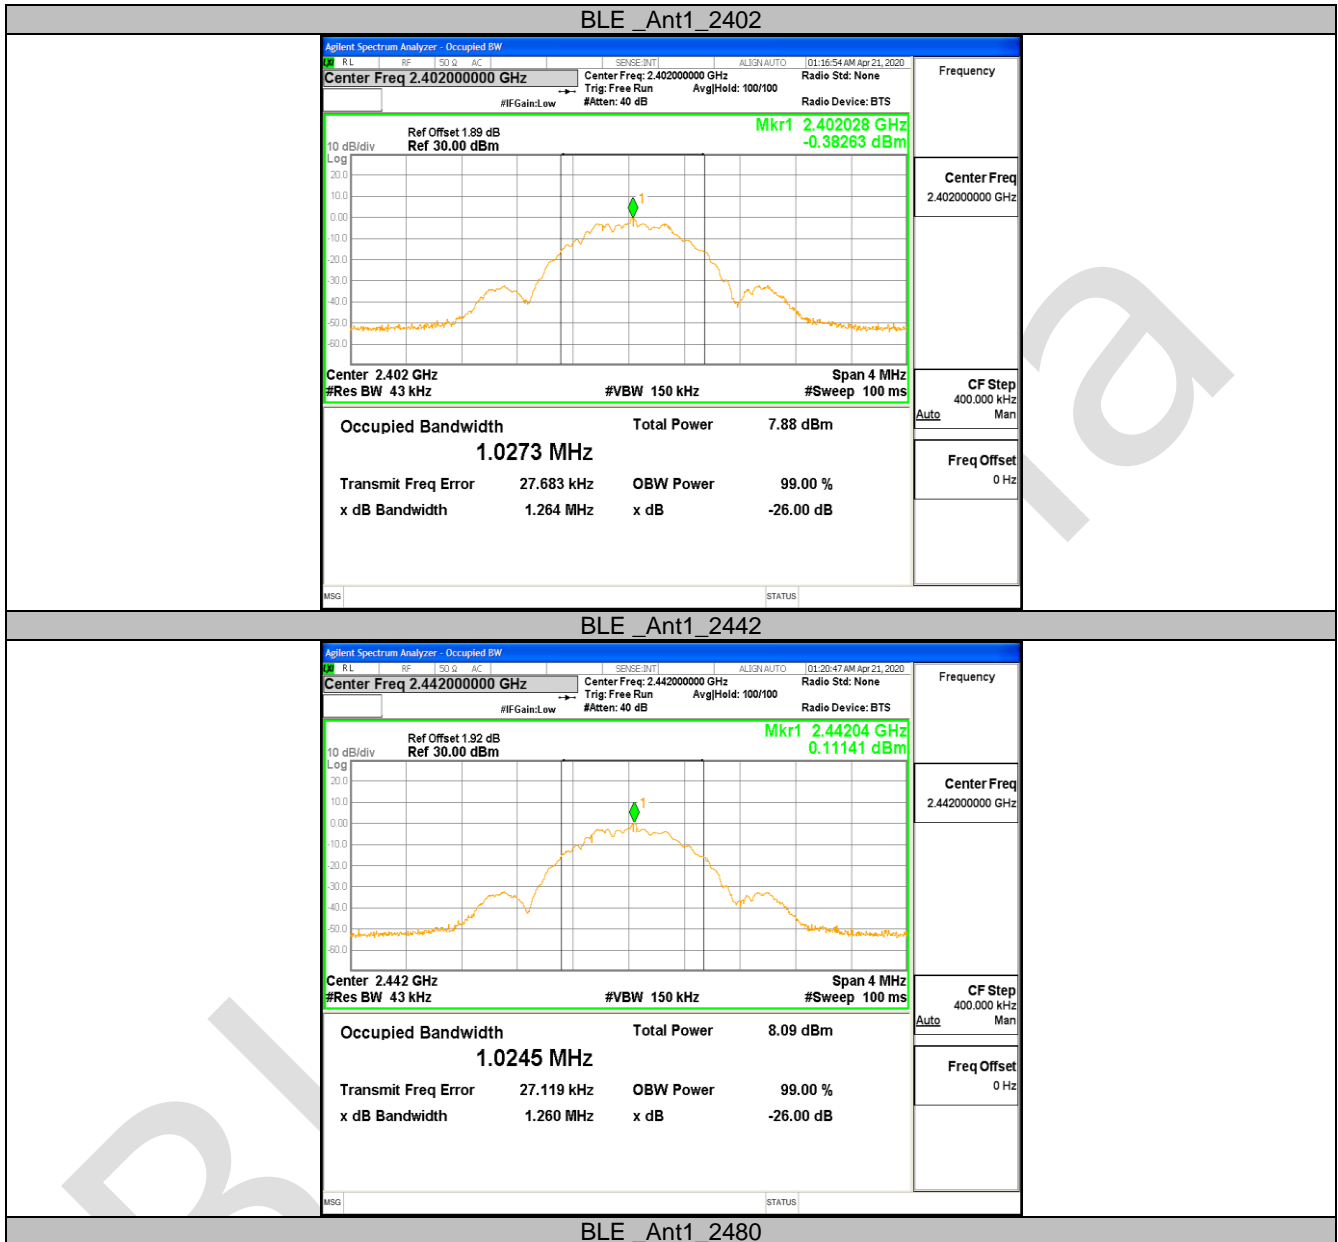 BLE _Ant1_2402
Agilent Spectrum Analyzer - Occupied BW
LXI RL RF 50 Ω AC SENSE:INT ALIGN AUTO 01:16:54 AM Apr 21, 2020
Center Freq 2.402000000 GHz
Center Freq: 2.402000000 GHz
Radio Std: None
Trig: Free Run
Avg|Hold: 100/100
#IFGain:Low
#Atten: 40 dB
Radio Device: BTS
Frequency
Mkr1 2.402028 GHz
-0.38263 dBm
Ref Offset 1.89 dB
10 dB/div
Ref 30.00 dBm
Log
20.0
10.0
0.00
-10.0
-20.0
-30.0
-40.0
-50.0
-60.0
1
Center 2.402 GHz
Span 4 MHz
#Res BW 43 kHz
#VBW 150 kHz
#Sweep 100 ms
Center Freq
2.402000000 GHz
CF Step
400.000 kHz
Auto Man
Freq Offset
0 Hz
Occupied Bandwidth
1.0273 MHz
Total Power 7.88 dBm
Transmit Freq Error 27.683 kHz
OBW Power 99.00 %
x dB Bandwidth 1.264 MHz
x dB -26.00 dB
MSG
STATUS
BLE _Ant1_2442
Agilent Spectrum Analyzer - Occupied BW
LXI RL RF 50 Ω AC SENSE:INT ALIGN AUTO 01:20:47 AM Apr 21, 2020
Center Freq 2.442000000 GHz
Center Freq: 2.442000000 GHz
Radio Std: None
Trig: Free Run
Avg|Hold: 100/100
#IFGain:Low
#Atten: 40 dB
Radio Device: BTS
Frequency
Mkr1 2.44204 GHz
0.11141 dBm
Ref Offset 1.92 dB
10 dB/div
Ref 30.00 dBm
Log
20.0
10.0
0.00
-10.0
-20.0
-30.0
-40.0
-50.0
-60.0
1
Center 2.442 GHz
Span 4 MHz
#Res BW 43 kHz
#VBW 150 kHz
#Sweep 100 ms
Center Freq
2.442000000 GHz
CF Step
400.000 kHz
Auto Man
Freq Offset
0 Hz
Occupied Bandwidth
1.0245 MHz
Total Power 8.09 dBm
Transmit Freq Error 27.119 kHz
OBW Power 99.00 %
x dB Bandwidth 1.260 MHz
x dB -26.00 dB
MSG
STATUS
BLE _Ant1_2480